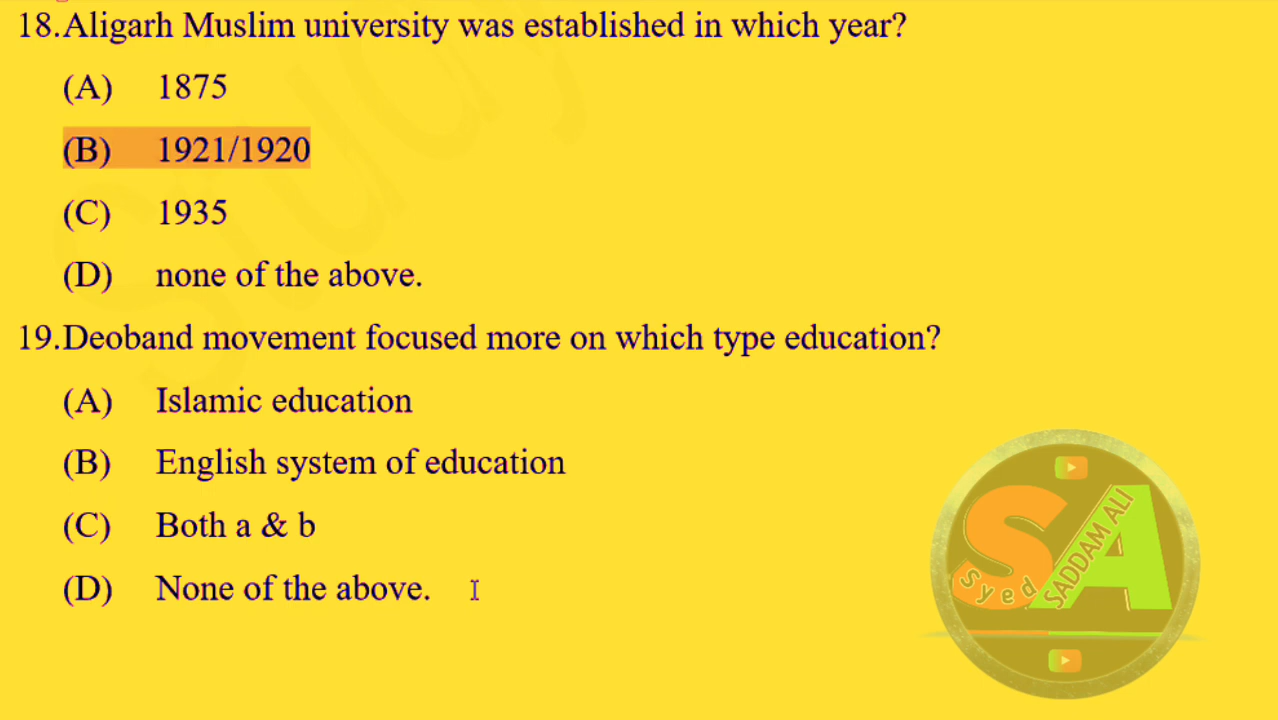 18.Aligarh Muslim university was established in which year?
(A) 1875
(B) 1921/1920
(C) 1935
(D) none of the above.
19.Deoband movement focused more on which type education?
(A) Islamic education
(B) English system of education
(C) Both a & b
(D) None of the above.
SA
Syed
SADDAM ALI